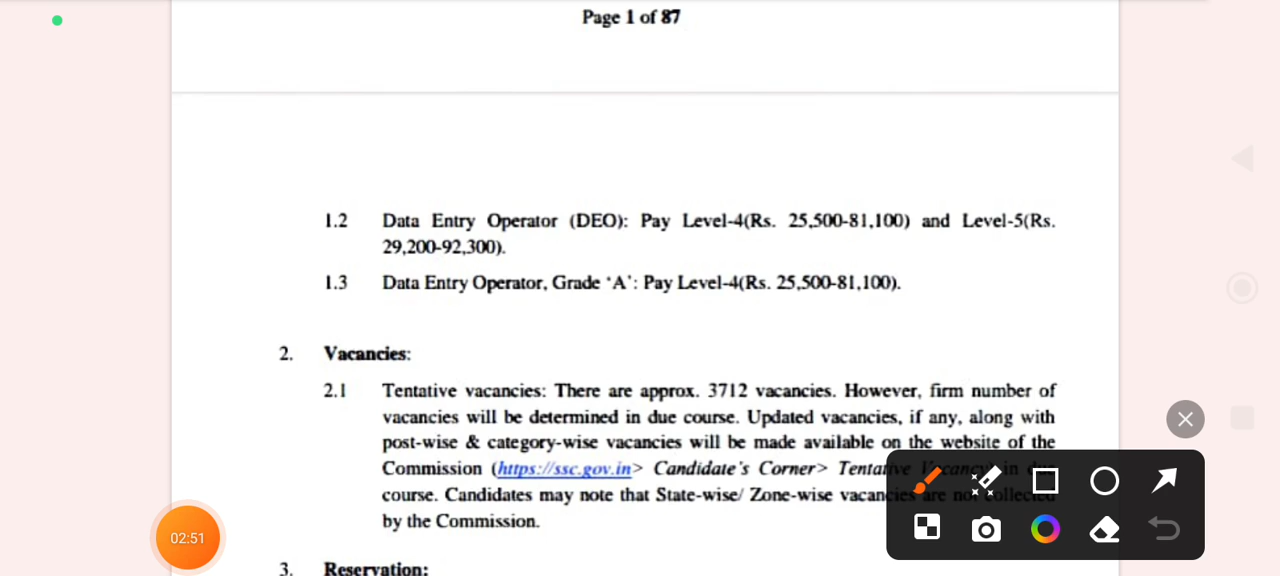 Page 1 of 87
1.2 Data Entry Operator (DEO): Pay Level-4(Rs. 25,500-81,100) and Level-5(Rs.
29,200-92,300).
1.3 Data Entry Operator, Grade 'A': Pay Level-4(Rs. 25,500-81,100).
2. Vacancies:
2.1 Tentative vacancies: There are approx. 3712 vacancies. However, firm number of
vacancies will be determined in due course. Updated vacancies, if any, along with
post-wise & category-wise vacancies will be made available on the website of the
Commission (https://ssc.gov.in> Candidate's Corner> Tentative Vacancy) in due
course. Candidates may note that State-wise/ Zone-wise vacancies are not collected
by the Commission.
02:51
3. Reservation: